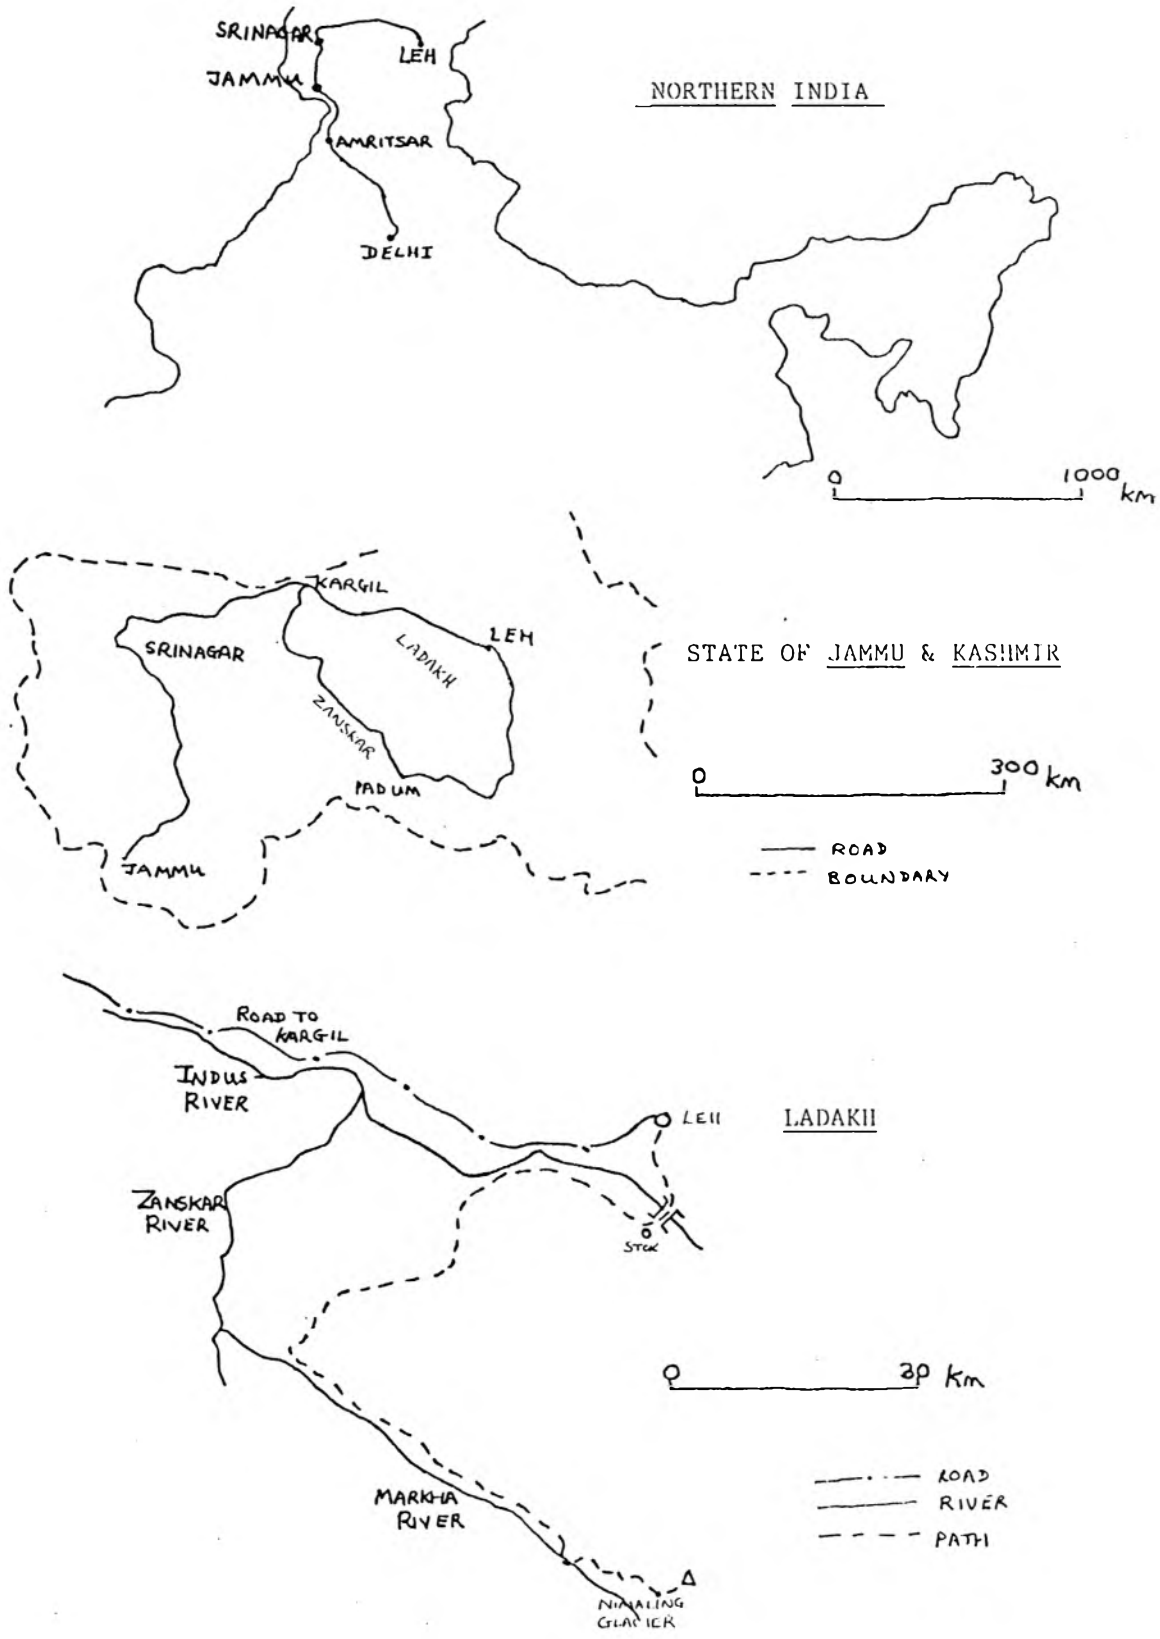 SRINAGAR
LEH
JAMMU
NORTHERN INDIA
AMRITSAR
DELHI
0 1000 km
KARGIL
LEH
LADAKH
SRINAGAR
STATE OF JAMMU & KASHMIR
ZANSKAR
PADUM
0 300 km
JAMMU
ROAD
BOUNDARY
ROAD TO
KARGIL
INDUS
RIVER
LEH
LADAKH
ZANSKAR
RIVER
STOK
0 30 km
MARKHA
RIVER
ROAD
RIVER
PATH
NIMALING
GLACIER